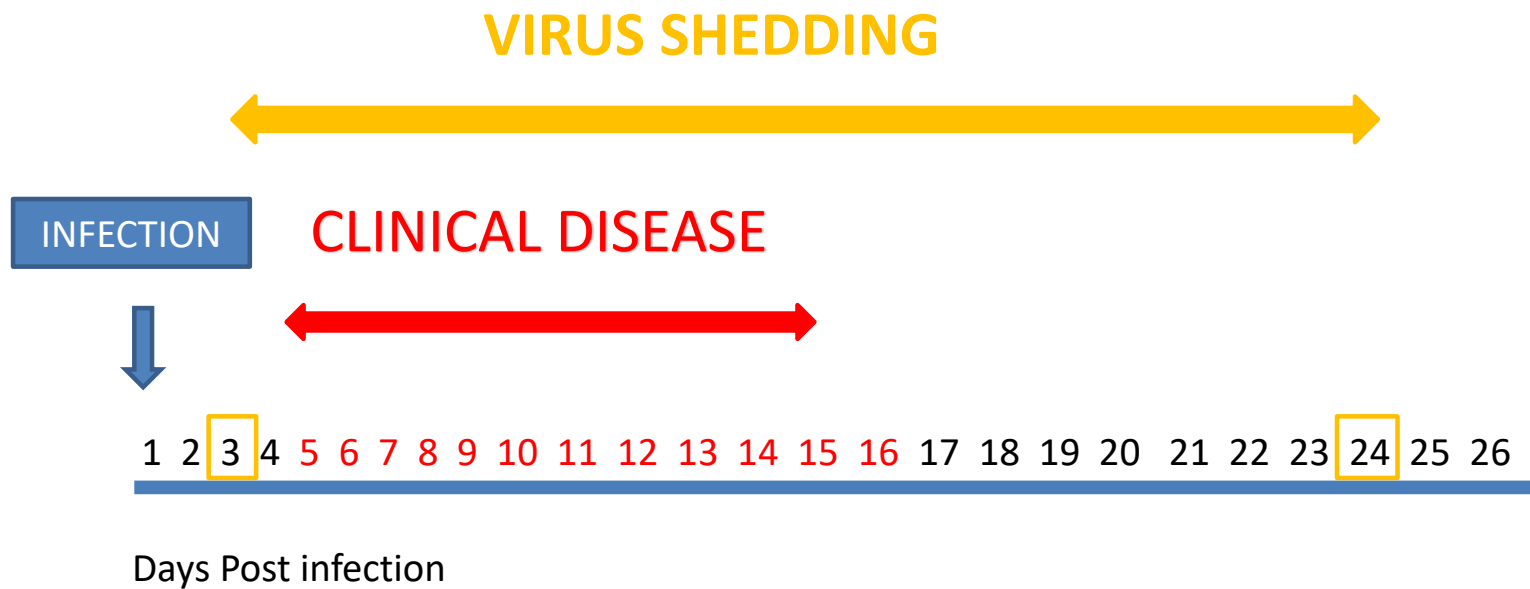 VIRUS SHEDDING
INFECTION
CLINICAL DISEASE
1 2 3 4 5 6 7 8 9 10 11 12 13 14 15 16 17 18 19 20 21 22 23 24 25 26
Days Post infection